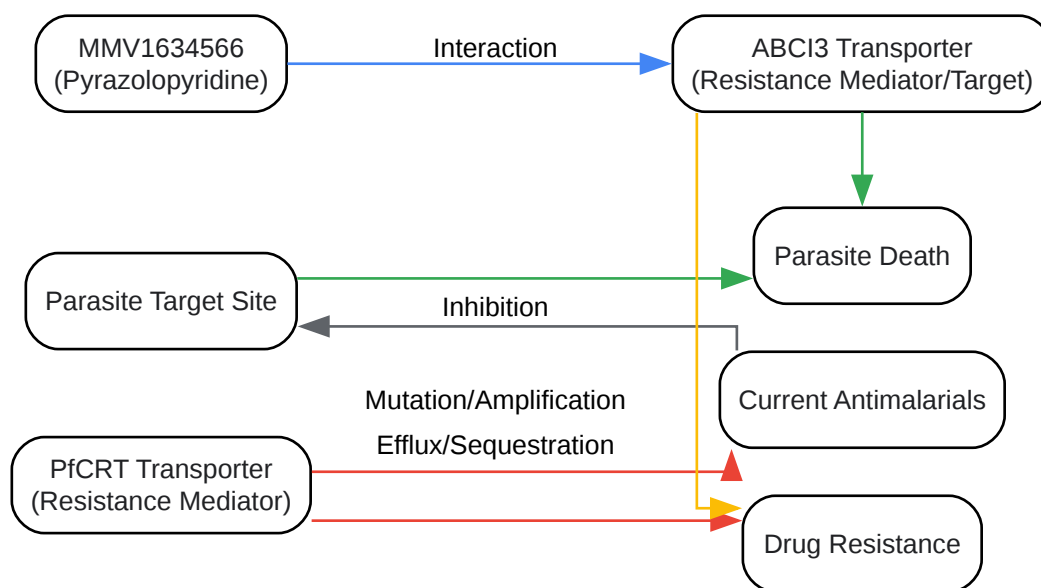 MMV1634566
(Pyrazolopyridine)
Interaction
ABCI3 Transporter
(Resistance Mediator/Target)
Parasite Death
Parasite Target Site
Inhibition
Current Antimalarials
Mutation/Amplification
Efflux/Sequestration
PfCRT Transporter
(Resistance Mediator)
Drug Resistance